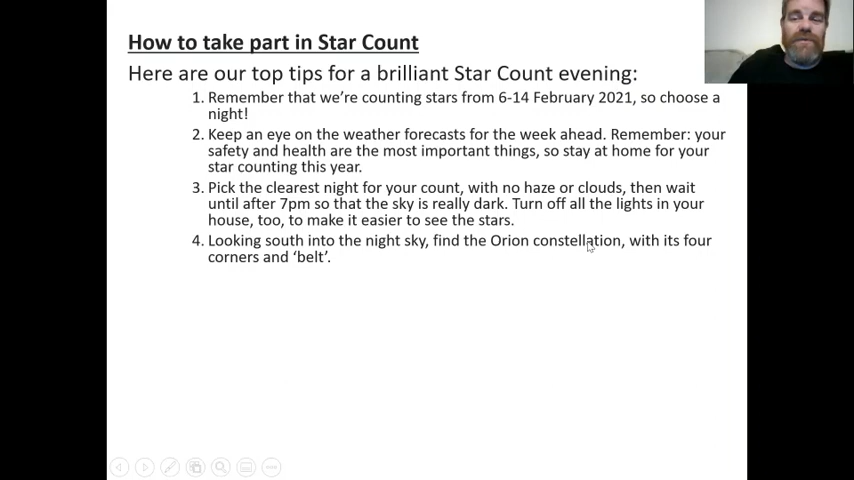 How to take part in Star Count
Here are our top tips for a brilliant Star Count evening:
1. Remember that we're counting stars from 6-14 February 2021, so choose a
night!
2. Keep an eye on the weather forecasts for the week ahead. Remember: your
safety and health are the most important things, so stay at home for your
star counting this year.
3. Pick the clearest night for your count, with no haze or clouds, then wait
until after 7pm so that the sky is really dark. Turn off all the lights in your
house, too, to make it easier to see the stars.
4. Looking south into the night sky, find the Orion constellation, with its four
corners and ‘belt’.